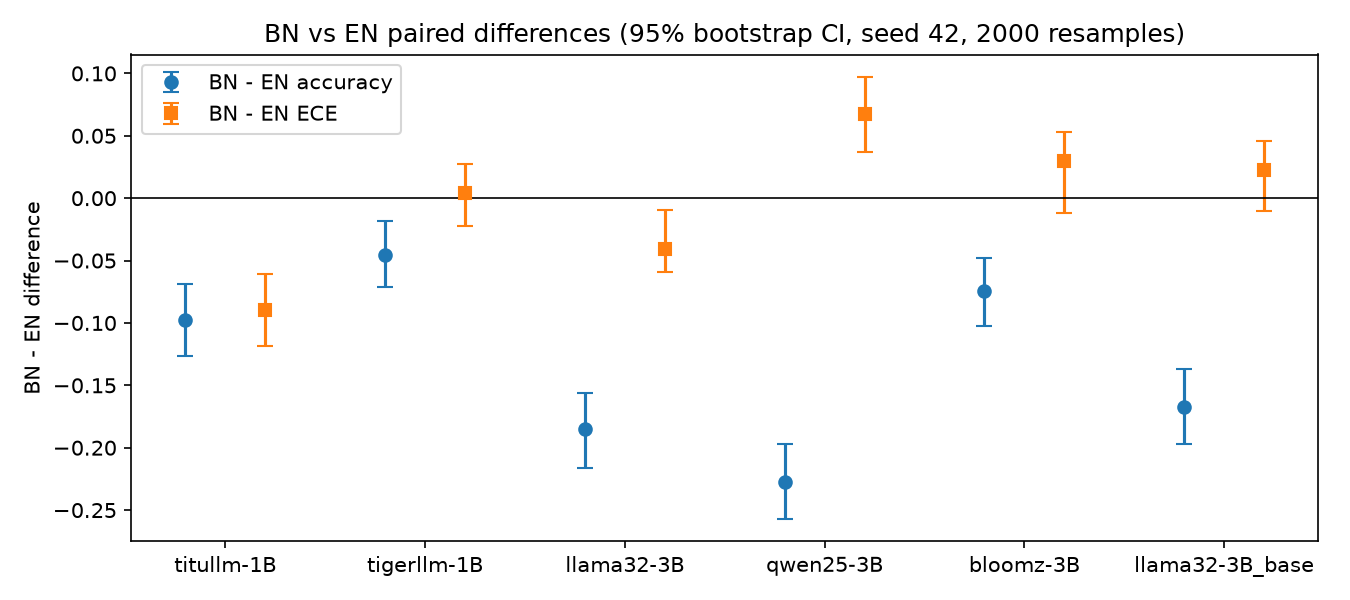 BN vs EN paired differences (95% bootstrap CI, seed 42, 2000 resamples)
BN - EN accuracy
BN - EN ECE
BN - EN difference
0.10
0.05
0.00
−0.05
−0.10
−0.15
−0.20
−0.25
titullm-1B
tigerllm-1B
llama32-3B
qwen25-3B
bloomz-3B
llama32-3B_base